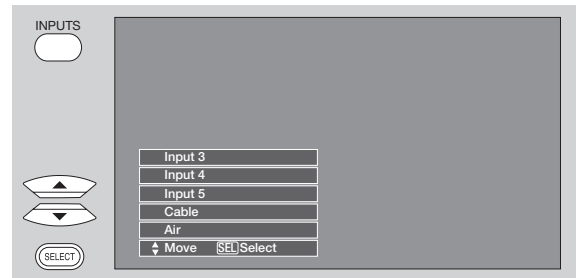 INPUTS
Input 3
Input 4
Input 5
Cable
Air
Move SEL Select
SELECT